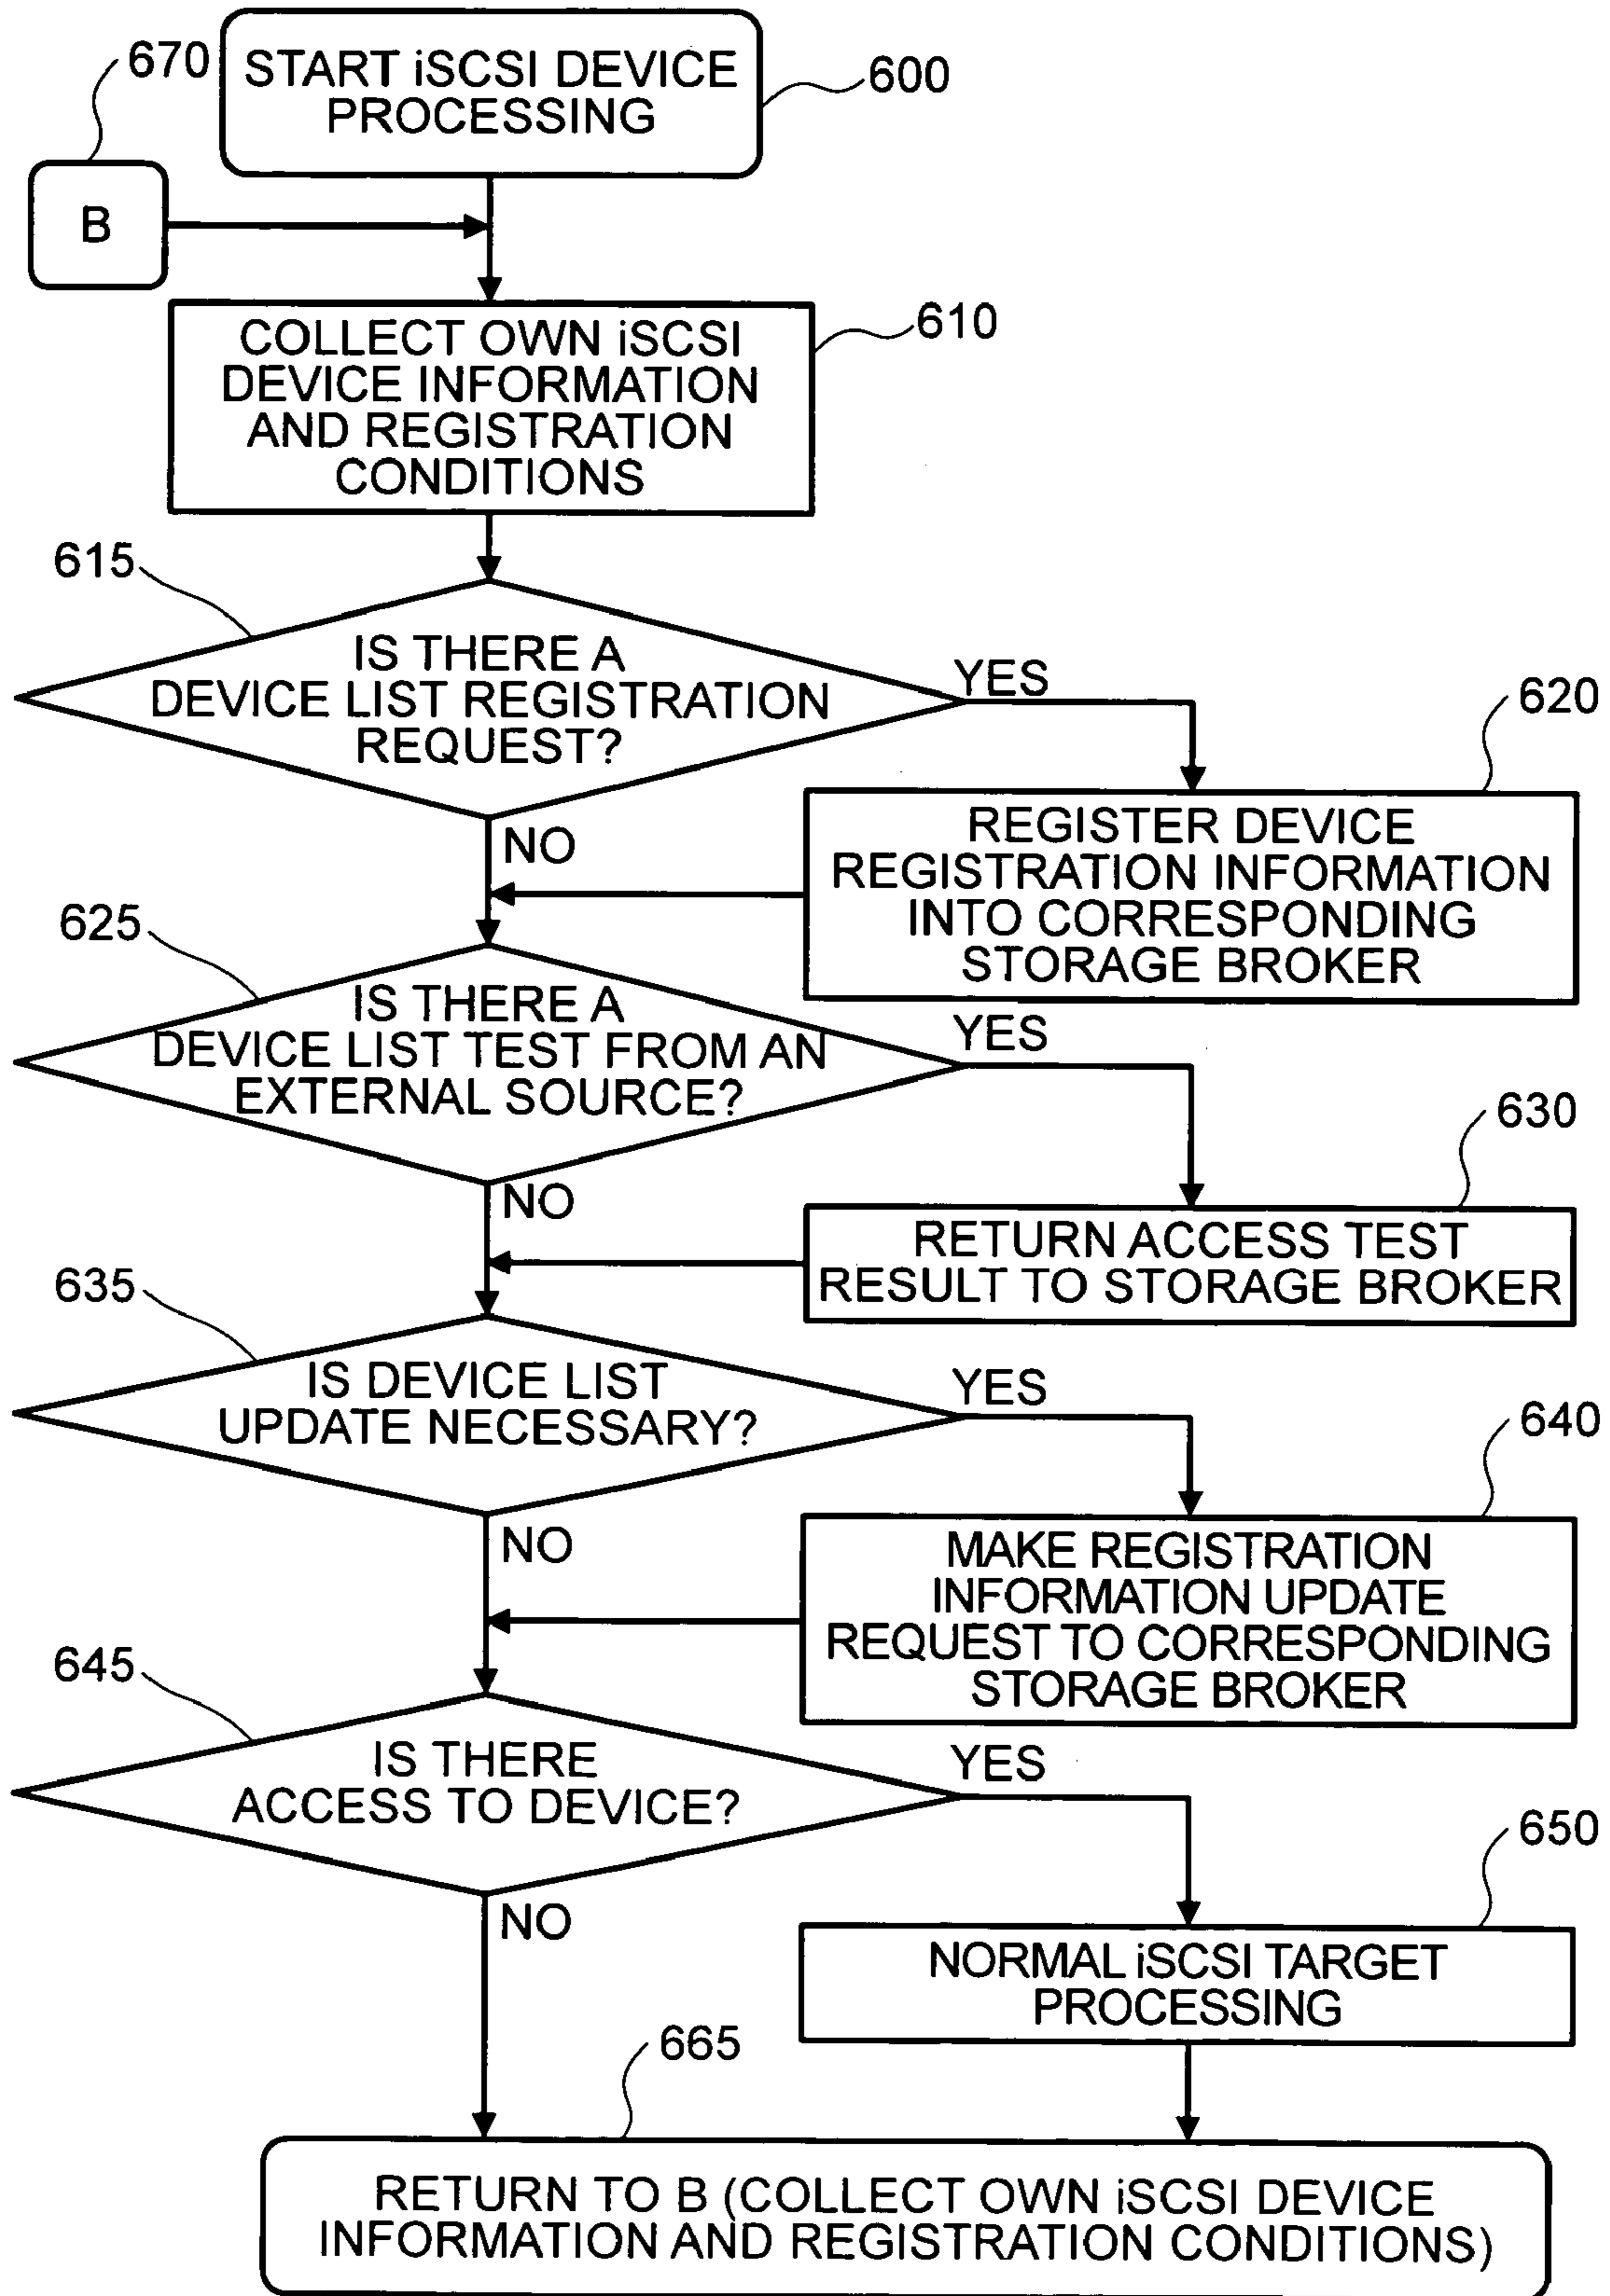 670
START iSCSI DEVICE
PROCESSING
600
B
COLLECT OWN iSCSI
DEVICE INFORMATION
AND REGISTRATION
CONDITIONS
610
615
IS THERE A
DEVICE LIST REGISTRATION
REQUEST?
YES
620
NO
REGISTER DEVICE
REGISTRATION INFORMATION
INTO CORRESPONDING
STORAGE BROKER
625
IS THERE A
DEVICE LIST TEST FROM AN
EXTERNAL SOURCE?
YES
630
NO
RETURN ACCESS TEST
RESULT TO STORAGE BROKER
635
IS DEVICE LIST
UPDATE NECESSARY?
YES
640
NO
MAKE REGISTRATION
INFORMATION UPDATE
REQUEST TO CORRESPONDING
STORAGE BROKER
645
IS THERE
ACCESS TO DEVICE?
YES
650
NO
NORMAL iSCSI TARGET
PROCESSING
665
RETURN TO B (COLLECT OWN iSCSI DEVICE
INFORMATION AND REGISTRATION CONDITIONS)